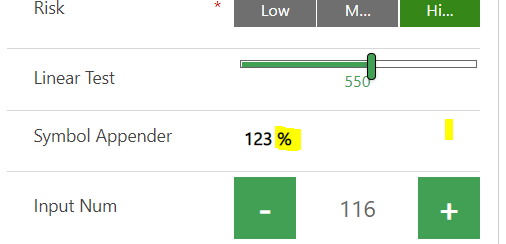 Risk * Low M... Hi...
Linear Test 550
Symbol Appender 123 %
Input Num - 116 +